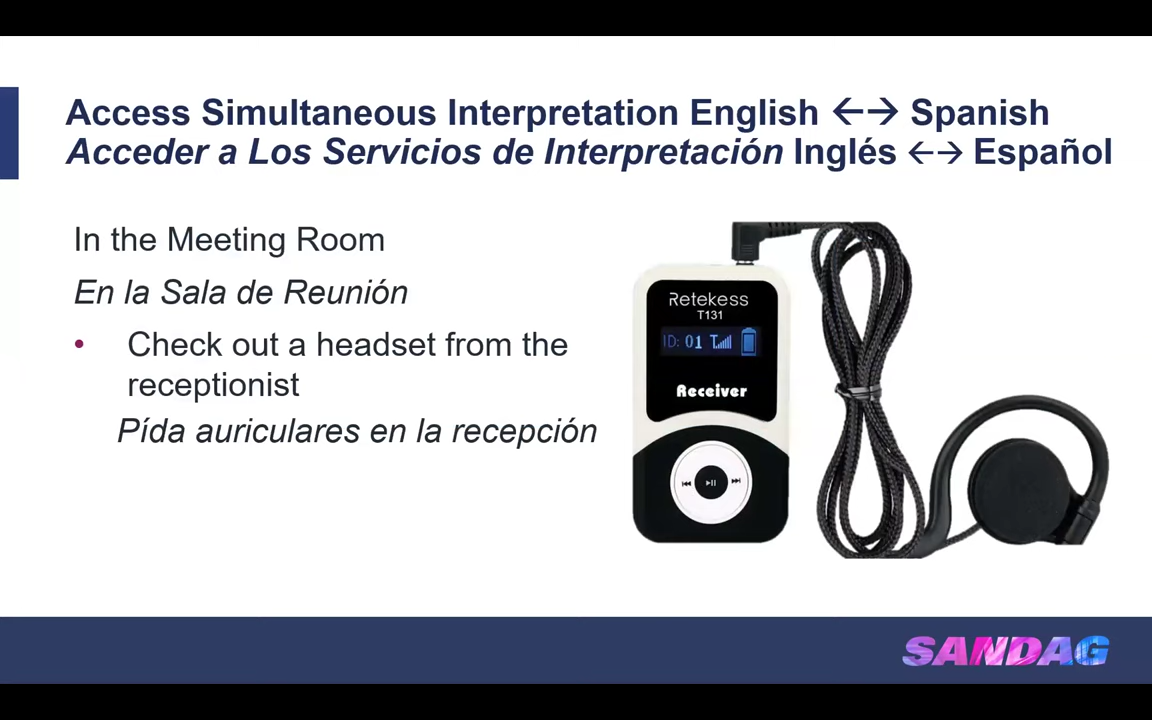 Access Simultaneous Interpretation English ←→ Spanish
Acceder a Los Servicios de Interpretación Inglés ←→ Español
In the Meeting Room
En la Sala de Reunión
• Check out a headset from the
receptionist
Pída auriculares en la recepción
Retekess
T131
ID: 01
Receiver
SANDAG